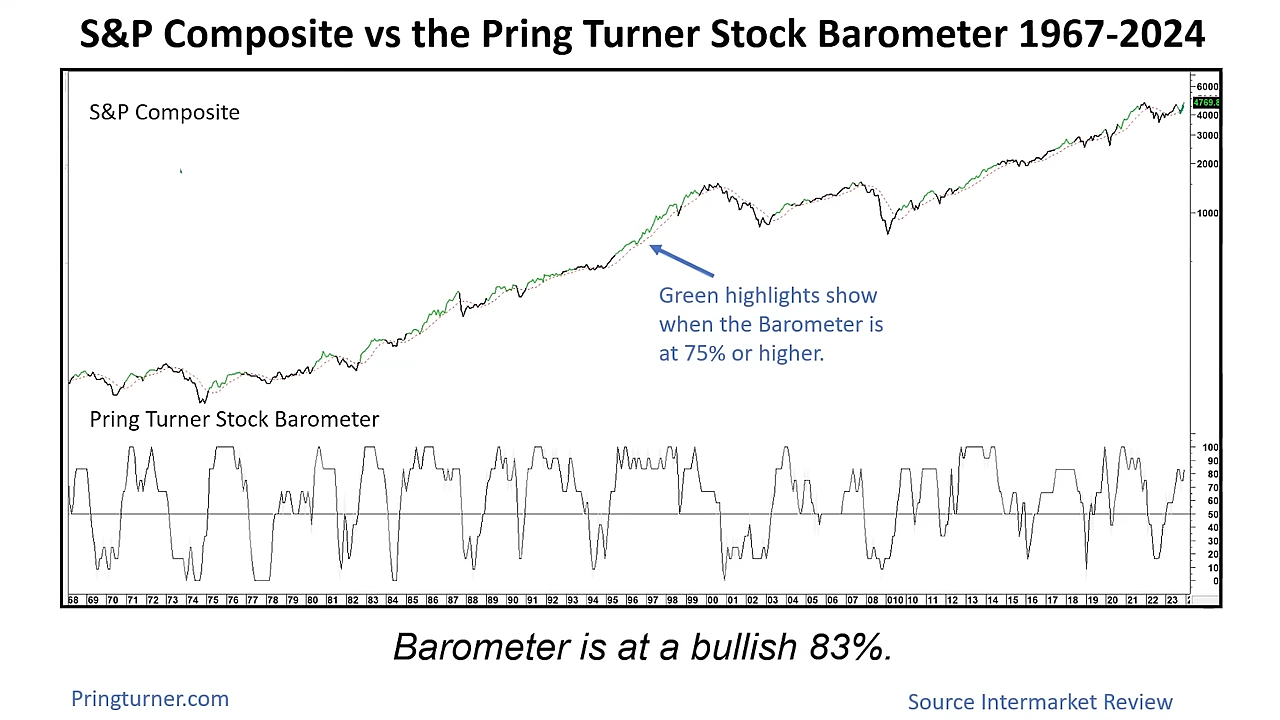 S&P Composite vs the Pring Turner Stock Barometer 1967-2024
S&P Composite
6000
4769.8
4000
3000
2000
1000
Green highlights show
when the Barometer is
at 75% or higher.
Pring Turner Stock Barometer
100
90
80
70
60
50
40
30
20
10
0
68 69 70 71 72 73 74 75 76 77 78 79 80 81 82 83 84 85 86 87 88 89 90 91 92 93 94 95 96 97 98 99 00 01 02 03 04 05 06 07 08 010 10 11 12 13 14 15 16 17 18 19 20 21 22 23
Barometer is at a bullish 83%.
Pringturner.com
Source Intermarket Review